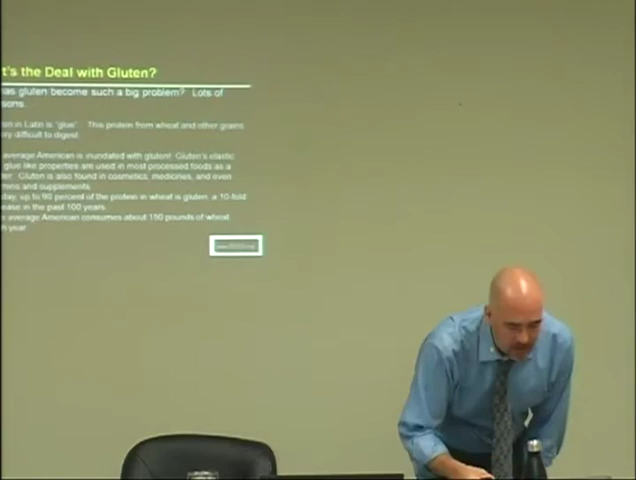 t's the Deal with Gluten?
as gluten become such a big problem? Lots of
sons.
en in Latin is 'glue'. This protein from wheat and other grains
ry difficult to digest.
average American is inundated with gluten! Gluten's elastic
glue like properties are used in most processed foods as a
er. Gluten is also found in cosmetics, medicines, and even
mins and supplements.
day, up to 90 percent of the protein in wheat is gluten, a 10-fold
ease in the past 100 years.
average American consumes about 150 pounds of wheat
h year.